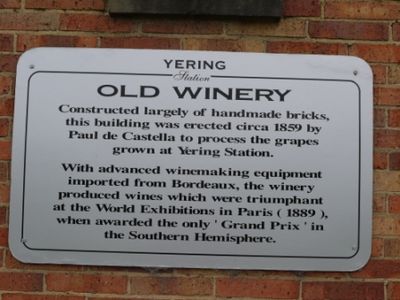 YERING
Station
OLD WINERY
Constructed largely of handmade bricks,
this building was erected circa 1859 by
Paul de Castella to process the grapes
grown at Yering Station.
With advanced winemaking equipment
imported from Bordeaux, the winery
produced wines which were triumphant
at the World Exhibitions in Paris ( 1889 ),
when awarded the only ' Grand Prix ' in
the Southern Hemisphere.